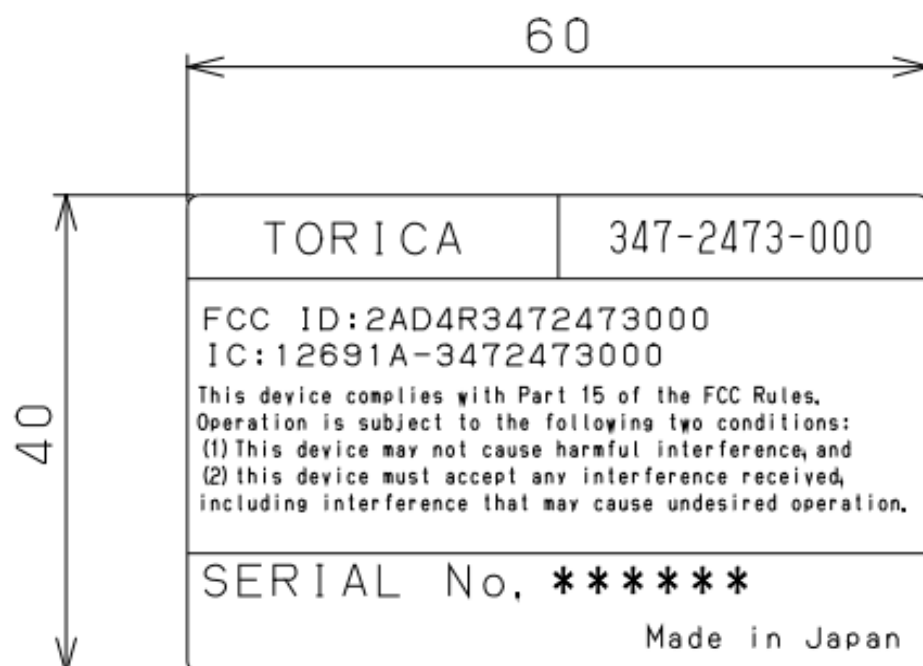 60
40
TORICA 347-2473-000
FCC ID:2AD4R3472473000
IC:12691A-3472473000
This device complies with Part 15 of the FCC Rules.
Operation is subject to the following two conditions:
(1) This device may not cause harmful interference, and
(2) this device must accept any interference received,
including interference that may cause undesired operation.
SERIAL No. ******
Made in Japan